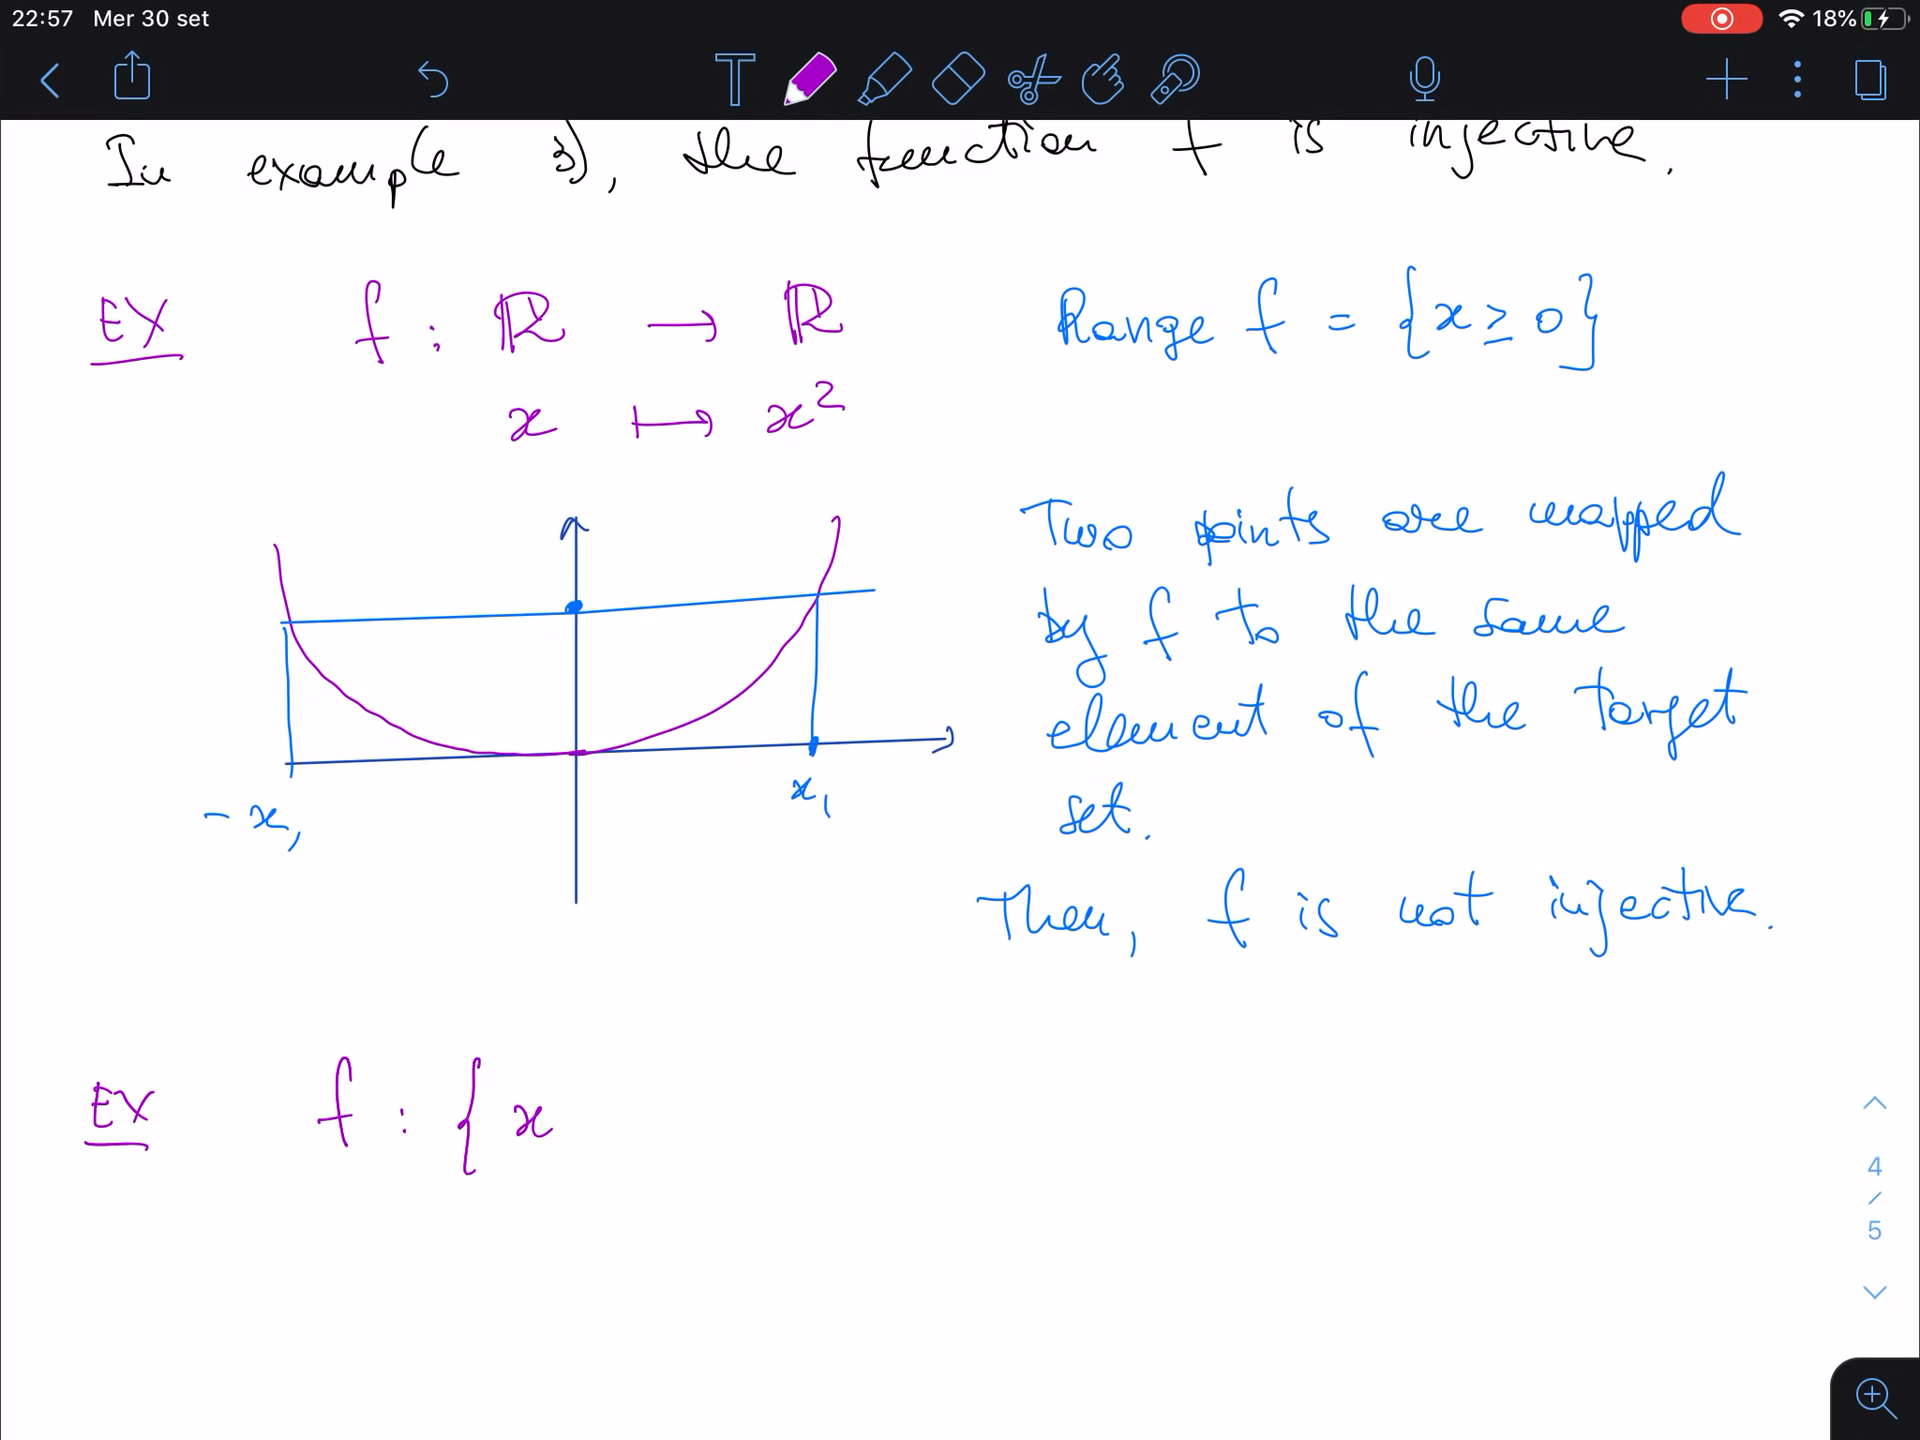 22:57 Mer 30 set
18%
T
In example 3), the function f is injective.
EX f : ℝ → ℝ
x ↦ x²
Range f = {x ≥ 0}
Two points are mapped
by f to the same
element of the target
set.
Then, f is not injective.
- x₁
x₁
EX f : { x
4
/
5